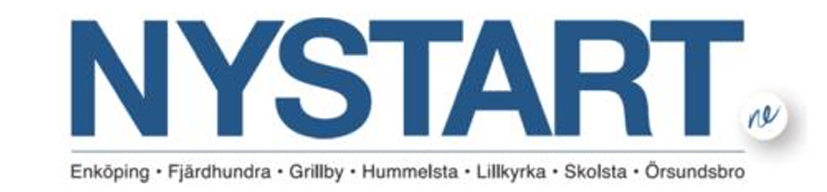 NYSTART
ne
Enköping • Fjärdhundra • Grillby • Hummelsta • Lillkyrka • Skolsta • Örsundsbro